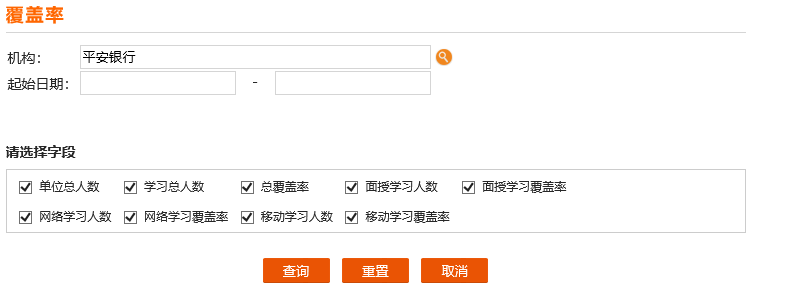 覆盖率
机构： 平安银行
起始日期： -
请选择字段
单位总人数 学习总人数 总覆盖率 面授学习人数 面授学习覆盖率
网络学习人数 网络学习覆盖率 移动学习人数 移动学习覆盖率
查询 重置 取消